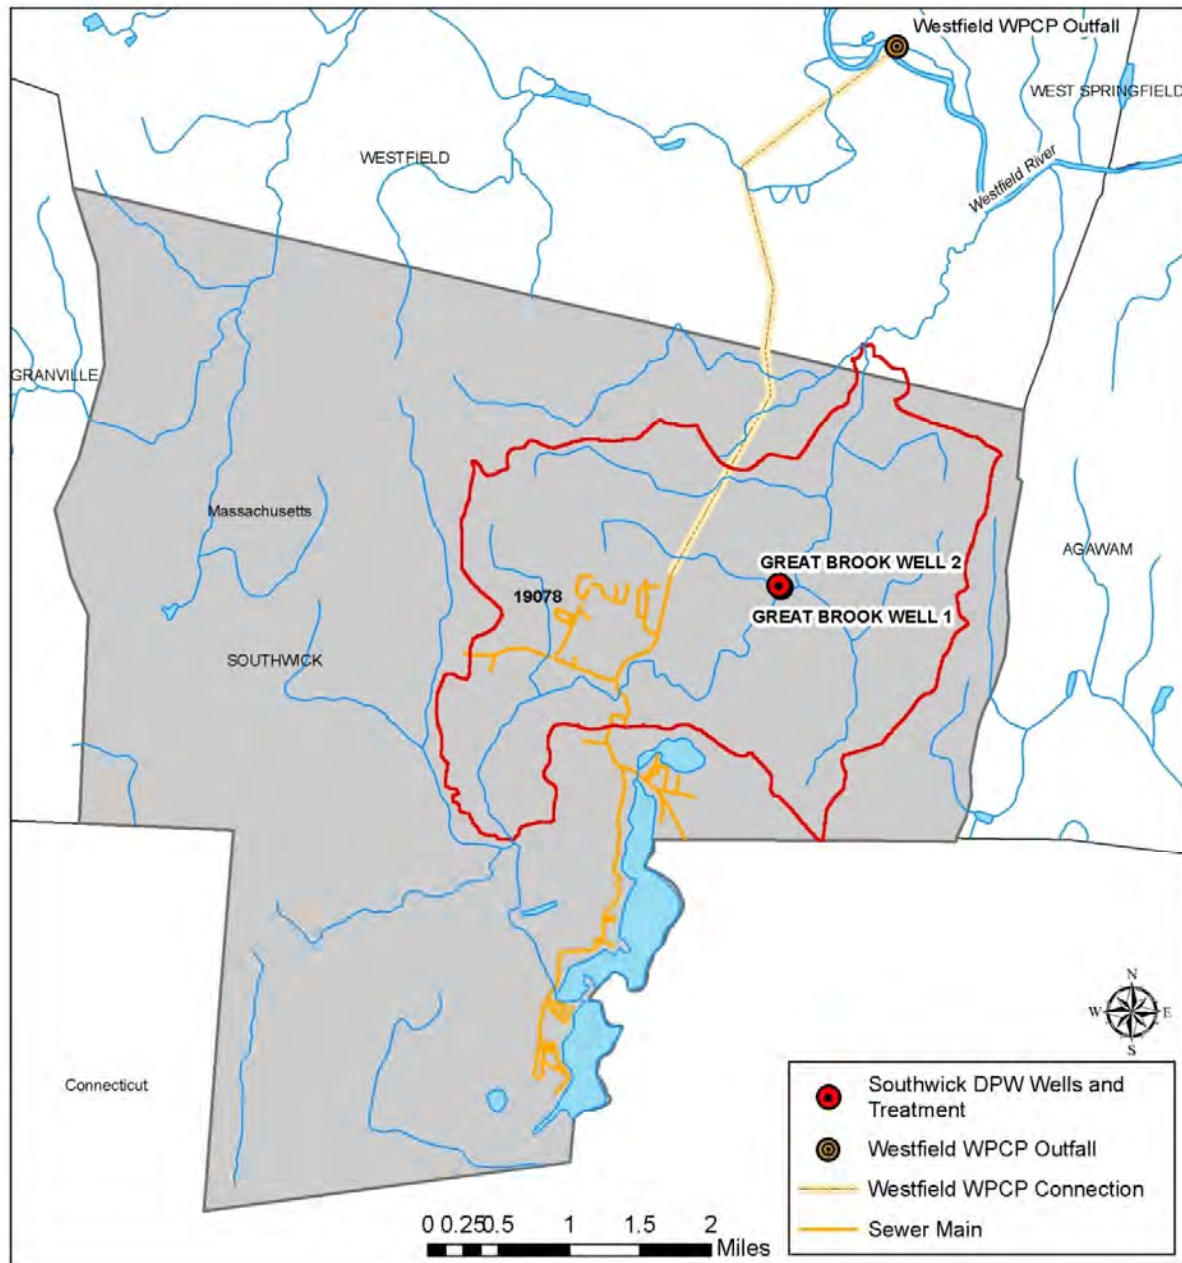 Westfield WPCP Outfall
WEST SPRINGFIELD
WESTFIELD
Westfield River
GRANVILLE
Massachusetts
AGAWAM
GREAT BROOK WELL 2
19078
GREAT BROOK WELL 1
SOUTHWICK
N
W
E
S
Connecticut
Southwick DPW Wells and
Treatment
Westfield WPCP Outfall
Westfield WPCP Connection
Sewer Main
0 0.25 0.5 1 1.5 2
Miles